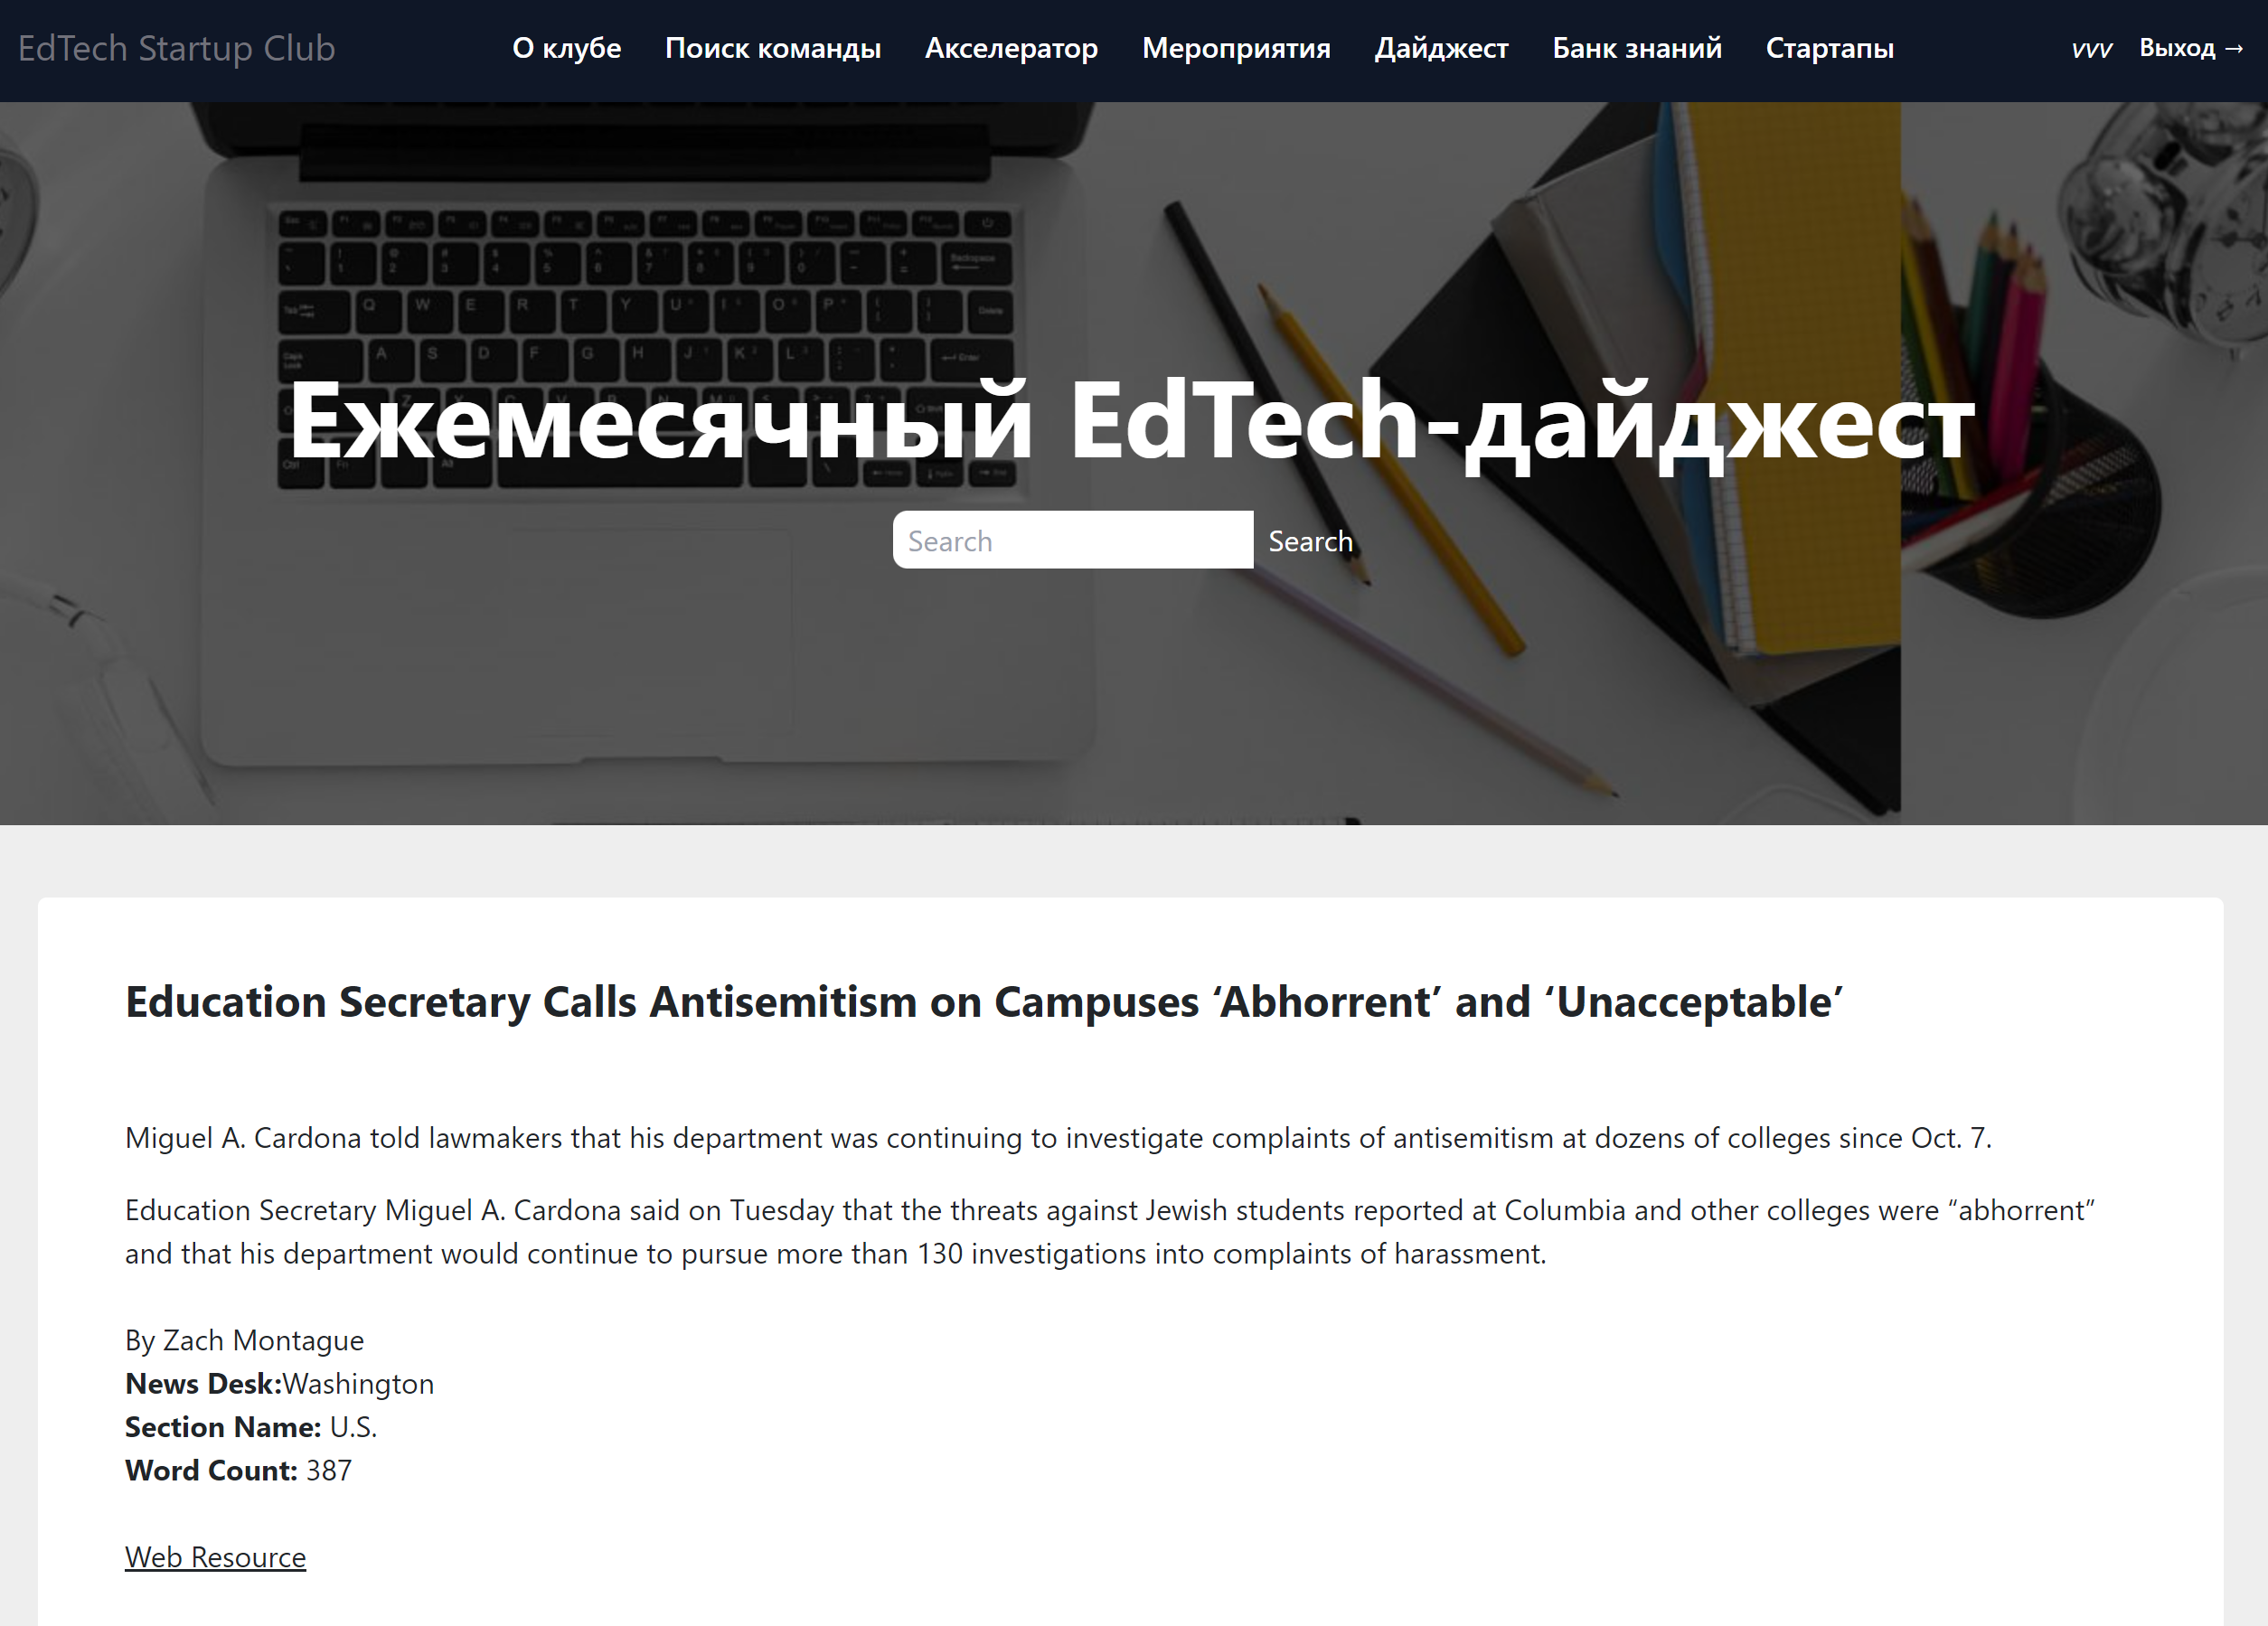 EdTech Startup Club
О клубе Поиск команды Акселератор Мероприятия Дайджест Банк знаний Стартапы
vvv Выход →
Ежемесячный EdTech-дайджест
Search Search
Education Secretary Calls Antisemitism on Campuses ‘Abhorrent’ and ‘Unacceptable’
Miguel A. Cardona told lawmakers that his department was continuing to investigate complaints of antisemitism at dozens of colleges since Oct. 7.
Education Secretary Miguel A. Cardona said on Tuesday that the threats against Jewish students reported at Columbia and other colleges were “abhorrent”
and that his department would continue to pursue more than 130 investigations into complaints of harassment.
By Zach Montague
News Desk:Washington
Section Name: U.S.
Word Count: 387
Web Resource